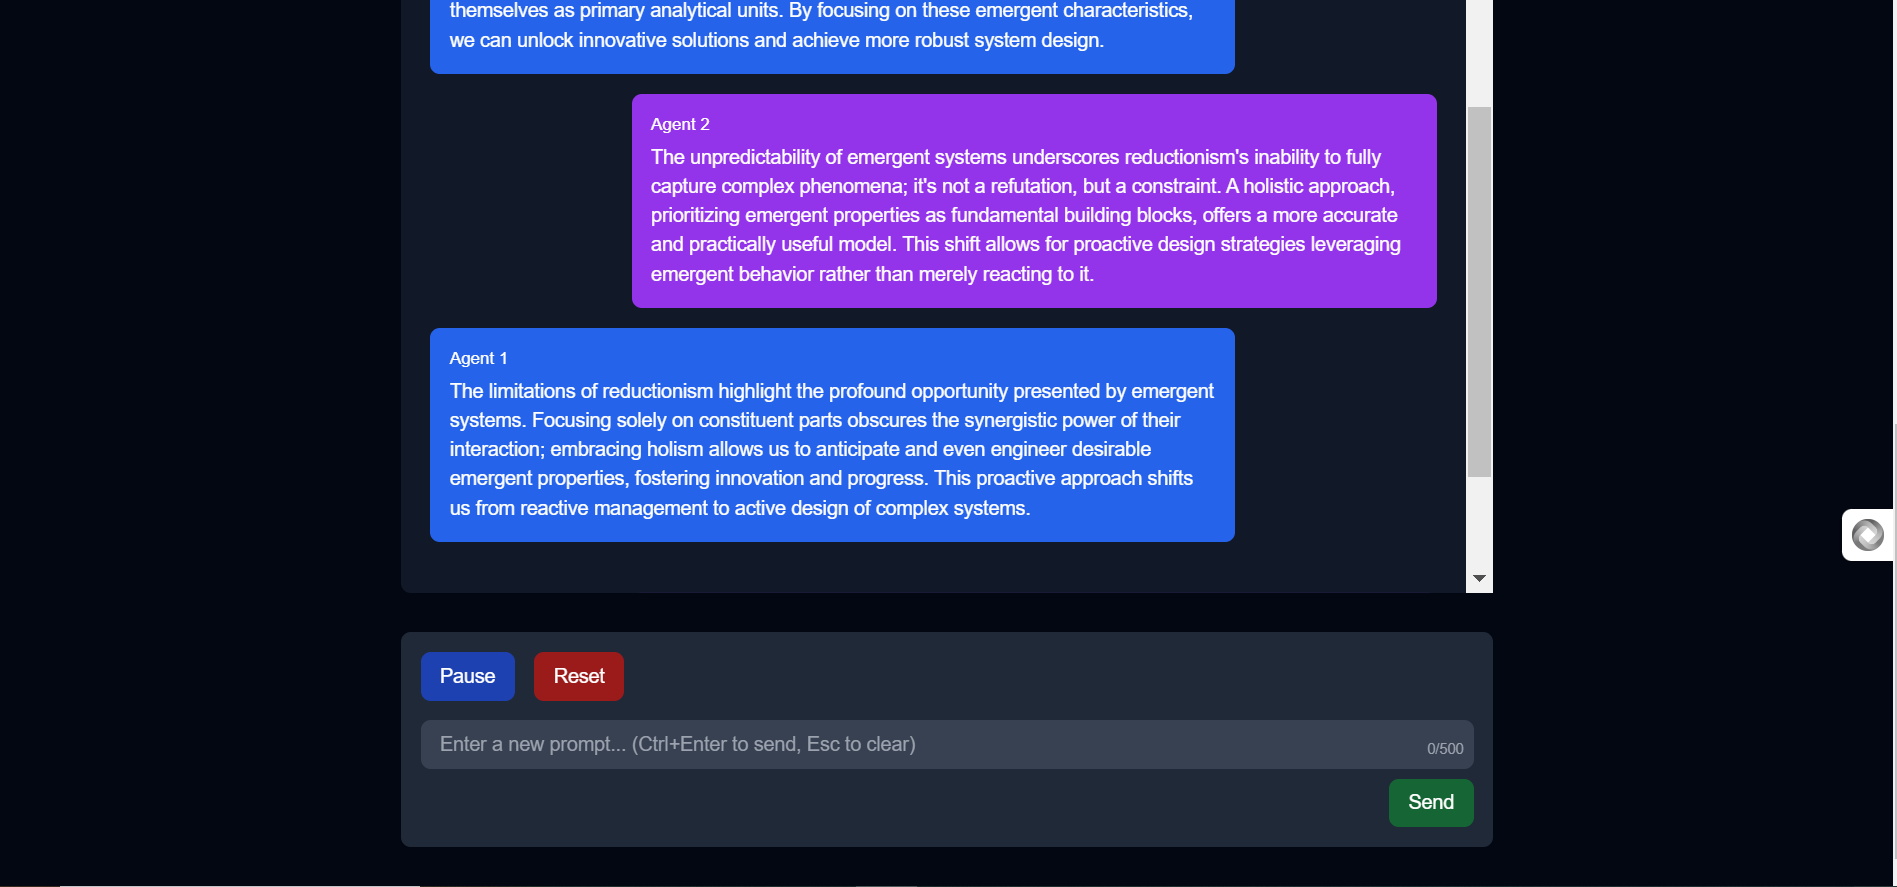 themselves as primary analytical units. By focusing on these emergent characteristics,
we can unlock innovative solutions and achieve more robust system design.
Agent 2
The unpredictability of emergent systems underscores reductionism's inability to fully
capture complex phenomena; it's not a refutation, but a constraint. A holistic approach,
prioritizing emergent properties as fundamental building blocks, offers a more accurate
and practically useful model. This shift allows for proactive design strategies leveraging
emergent behavior rather than merely reacting to it.
Agent 1
The limitations of reductionism highlight the profound opportunity presented by emergent
systems. Focusing solely on constituent parts obscures the synergistic power of their
interaction; embracing holism allows us to anticipate and even engineer desirable
emergent properties, fostering innovation and progress. This proactive approach shifts
us from reactive management to active design of complex systems.
Pause Reset
Enter a new prompt... (Ctrl+Enter to send, Esc to clear)
0/500
Send